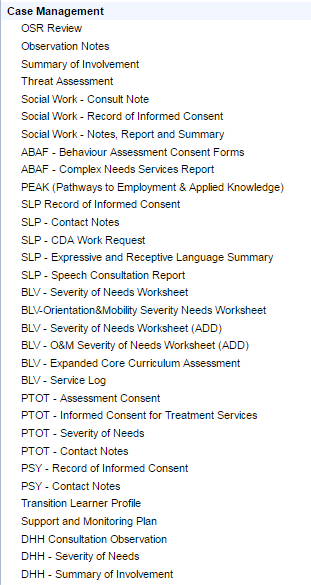 Case Management
OSR Review
Observation Notes
Summary of Involvement
Threat Assessment
Social Work - Consult Note
Social Work - Record of Informed Consent
Social Work - Notes, Report and Summary
ABAF - Behaviour Assessment Consent Forms
ABAF - Complex Needs Services Report
PEAK (Pathways to Employment & Applied Knowledge)
SLP Record of Informed Consent
SLP - Contact Notes
SLP - CDA Work Request
SLP - Expressive and Receptive Language Summary
SLP - Speech Consultation Report
BLV - Severity of Needs Worksheet
BLV-Orientation&Mobility Severity Needs Worksheet
BLV - Severity of Needs Worksheet (ADD)
BLV - O&M Severity of Needs Worksheet (ADD)
BLV - Expanded Core Curriculum Assessment
BLV - Service Log
PTOT - Assessment Consent
PTOT - Informed Consent for Treatment Services
PTOT - Severity of Needs
PTOT - Contact Notes
PSY - Record of Informed Consent
PSY - Contact Notes
Transition Learner Profile
Support and Monitoring Plan
DHH Consultation Observation
DHH - Severity of Needs
DHH - Summary of Involvement